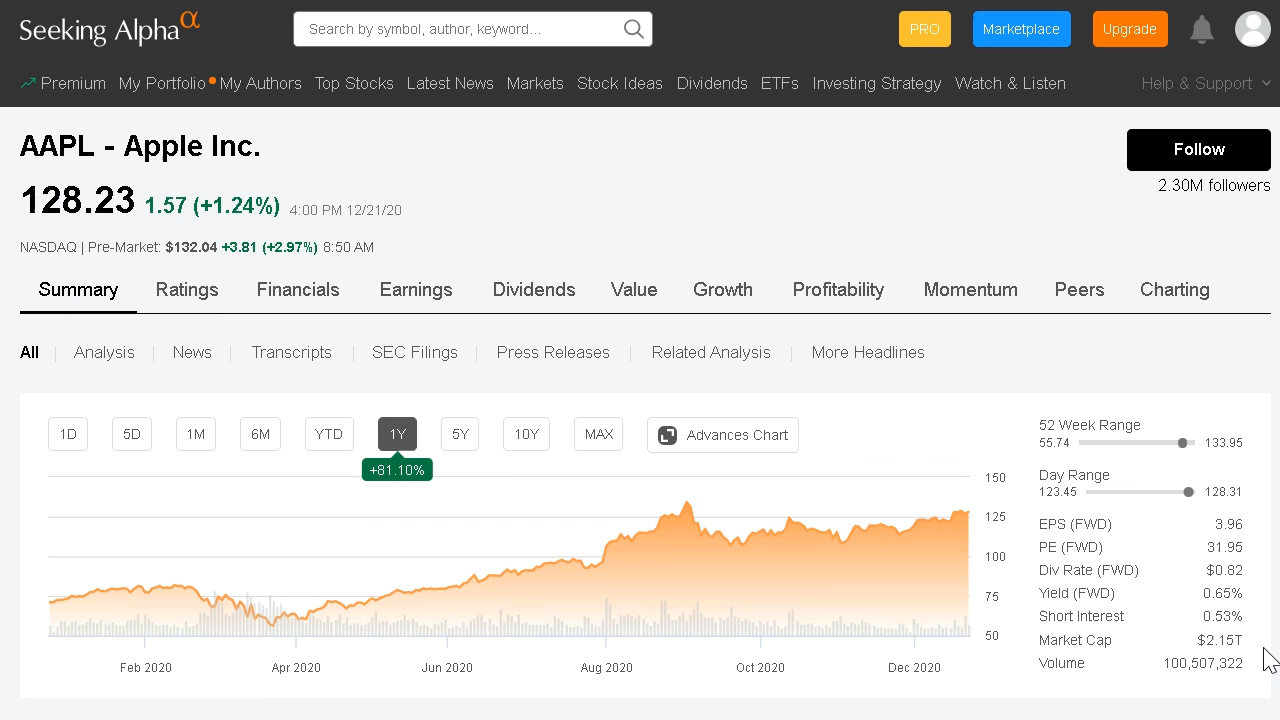 Seeking Alpha α
Search by symbol, author, keyword...
PRO
Marketplace
Upgrade
Premium My Portfolio My Authors Top Stocks Latest News Markets Stock Ideas Dividends ETFs Investing Strategy Watch & Listen Help & Support
AAPL - Apple Inc.
Follow
128.23 1.57 (+1.24%) 4:00 PM 12/21/20
2.30M followers
NASDAQ | Pre-Market: $132.04 +3.81 (+2.97%) 8:50 AM
Summary Ratings Financials Earnings Dividends Value Growth Profitability Momentum Peers Charting
All | Analysis | News | Transcripts | SEC Filings | Press Releases | Related Analysis | More Headlines
1D 5D 1M 6M YTD 1Y 5Y 10Y MAX Advances Chart
+81.10%
150
125
100
75
50
Feb 2020 Apr 2020 Jun 2020 Aug 2020 Oct 2020 Dec 2020
52 Week Range
55.74 133.95
Day Range
123.45 128.31
EPS (FWD) 3.96
PE (FWD) 31.95
Div Rate (FWD) $0.82
Yield (FWD) 0.65%
Short Interest 0.53%
Market Cap $2.15T
Volume 100,507,322